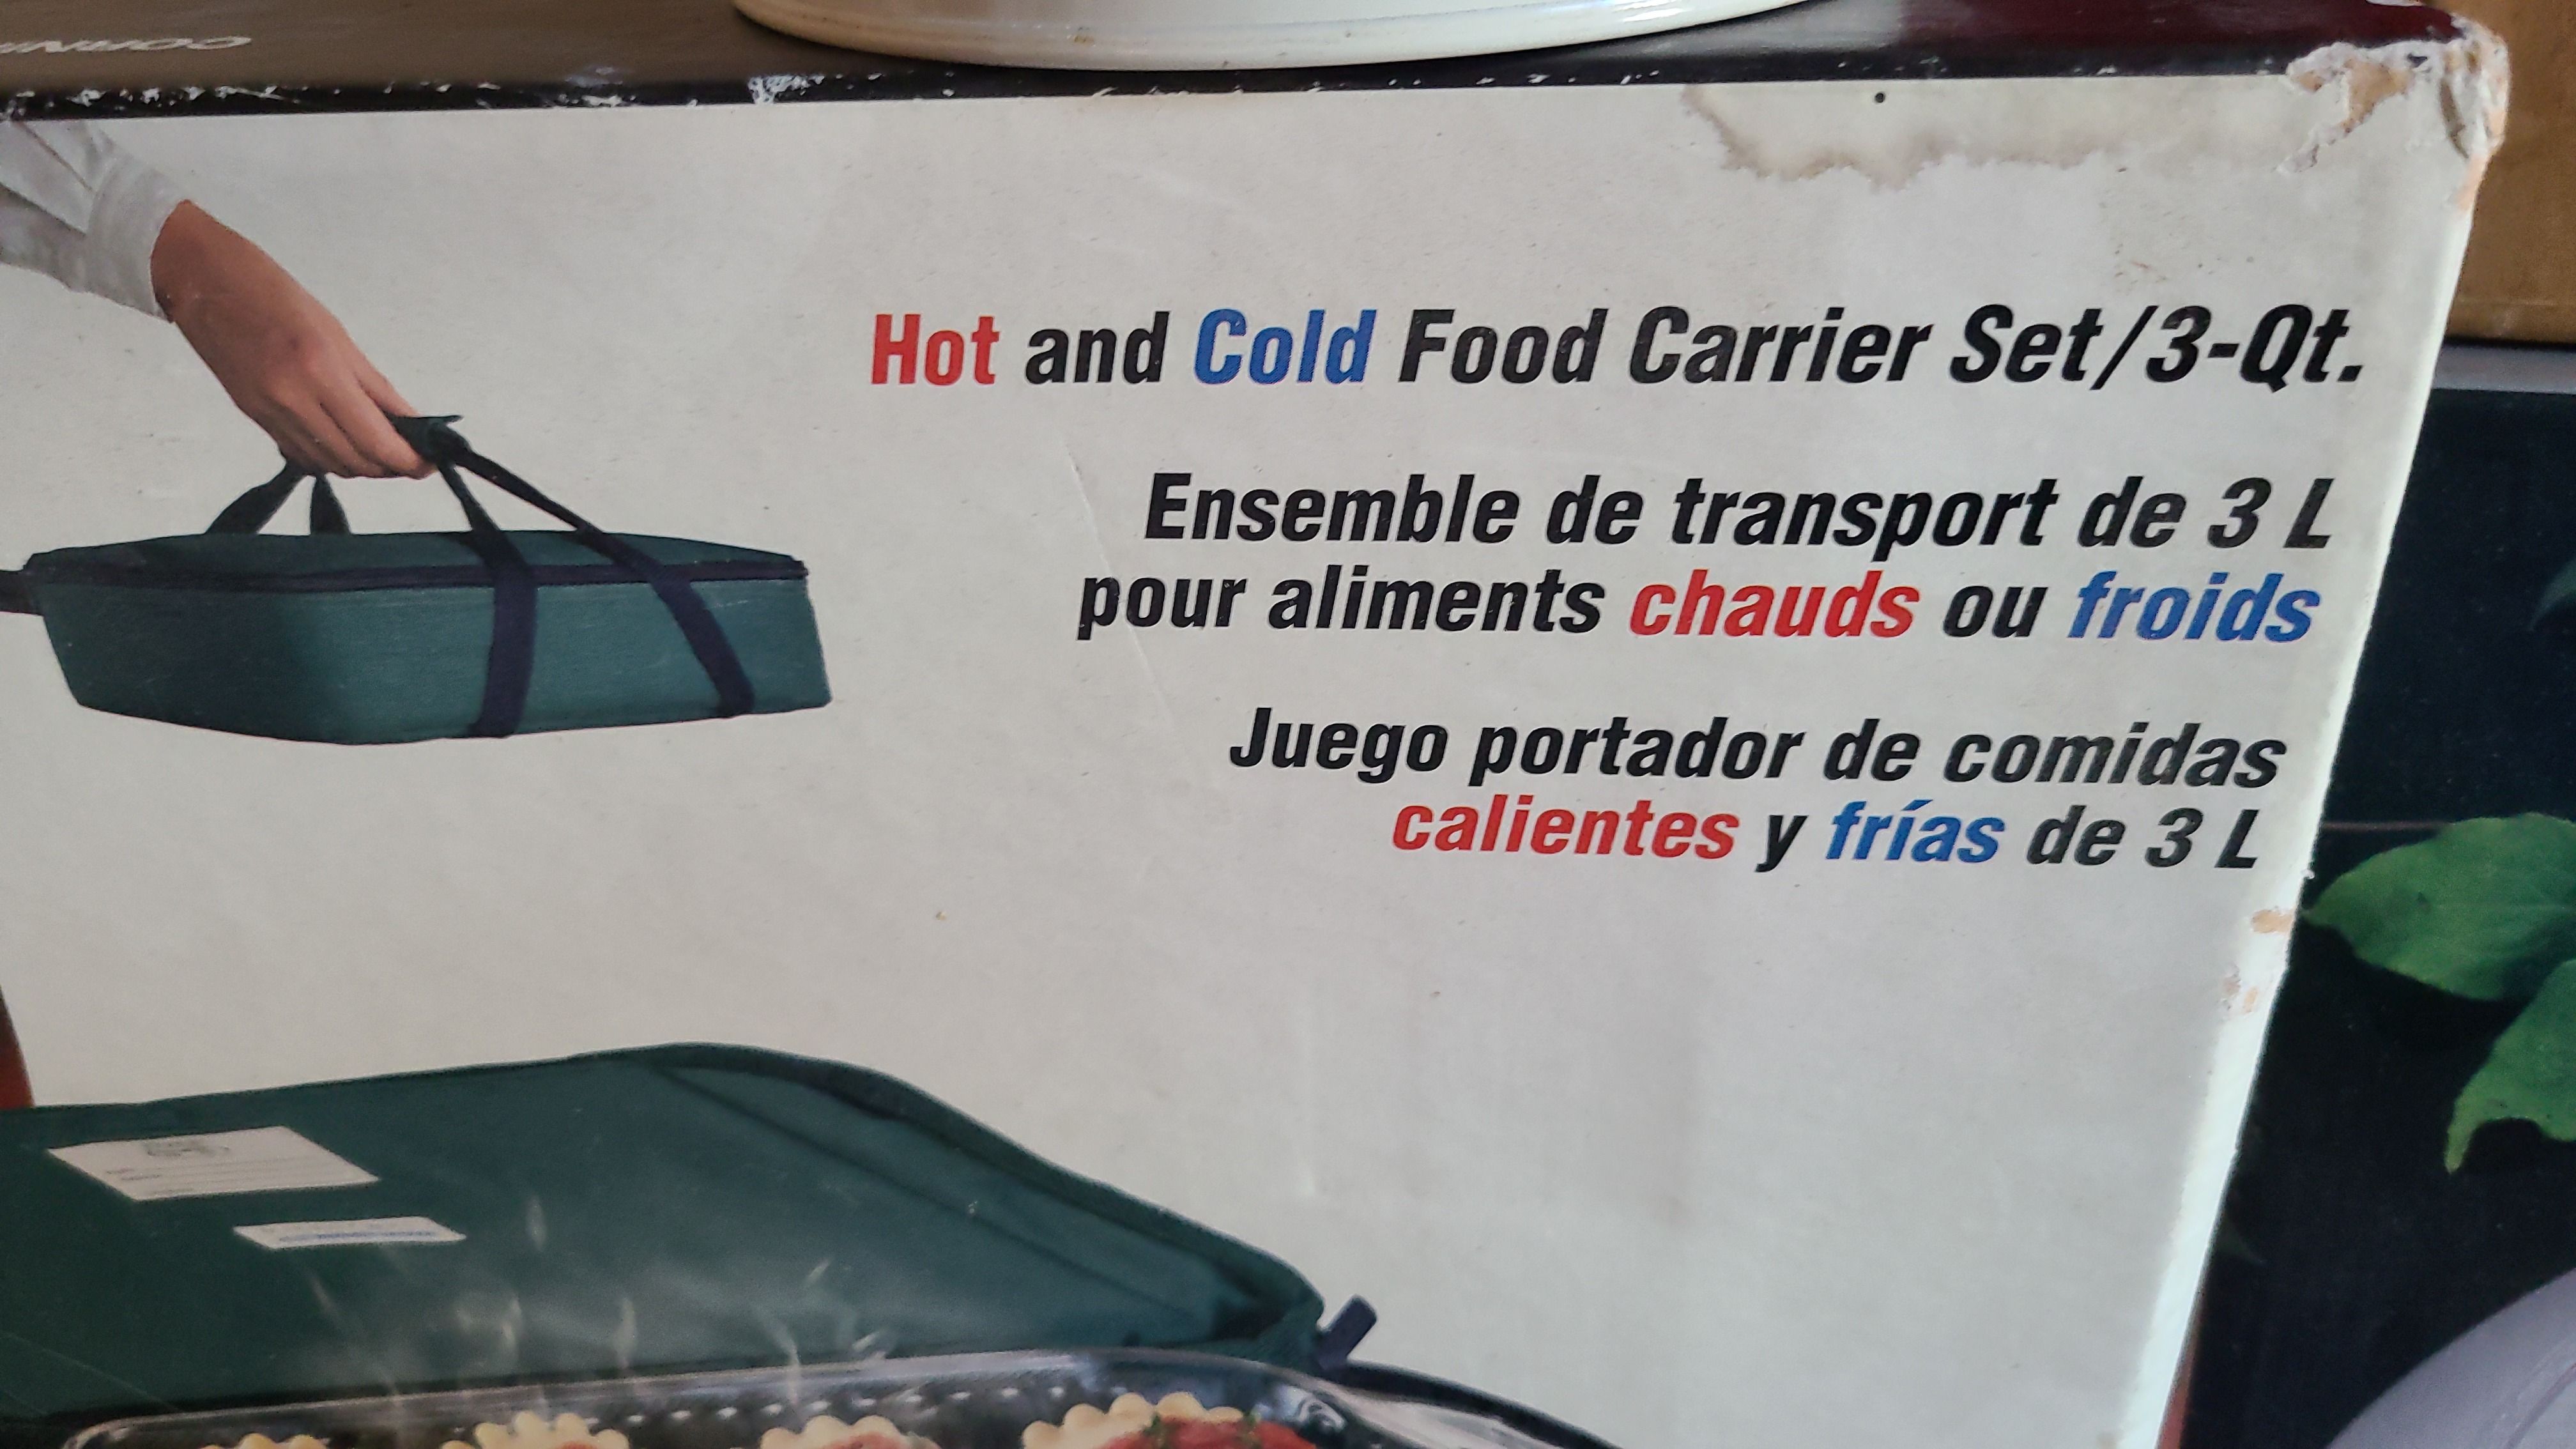 Hot and Cold Food Carrier Set/3-Qt.
Ensemble de transport de 3 L
pour aliments chauds ou froids
Juego portador de comidas
calientes y frías de 3 L